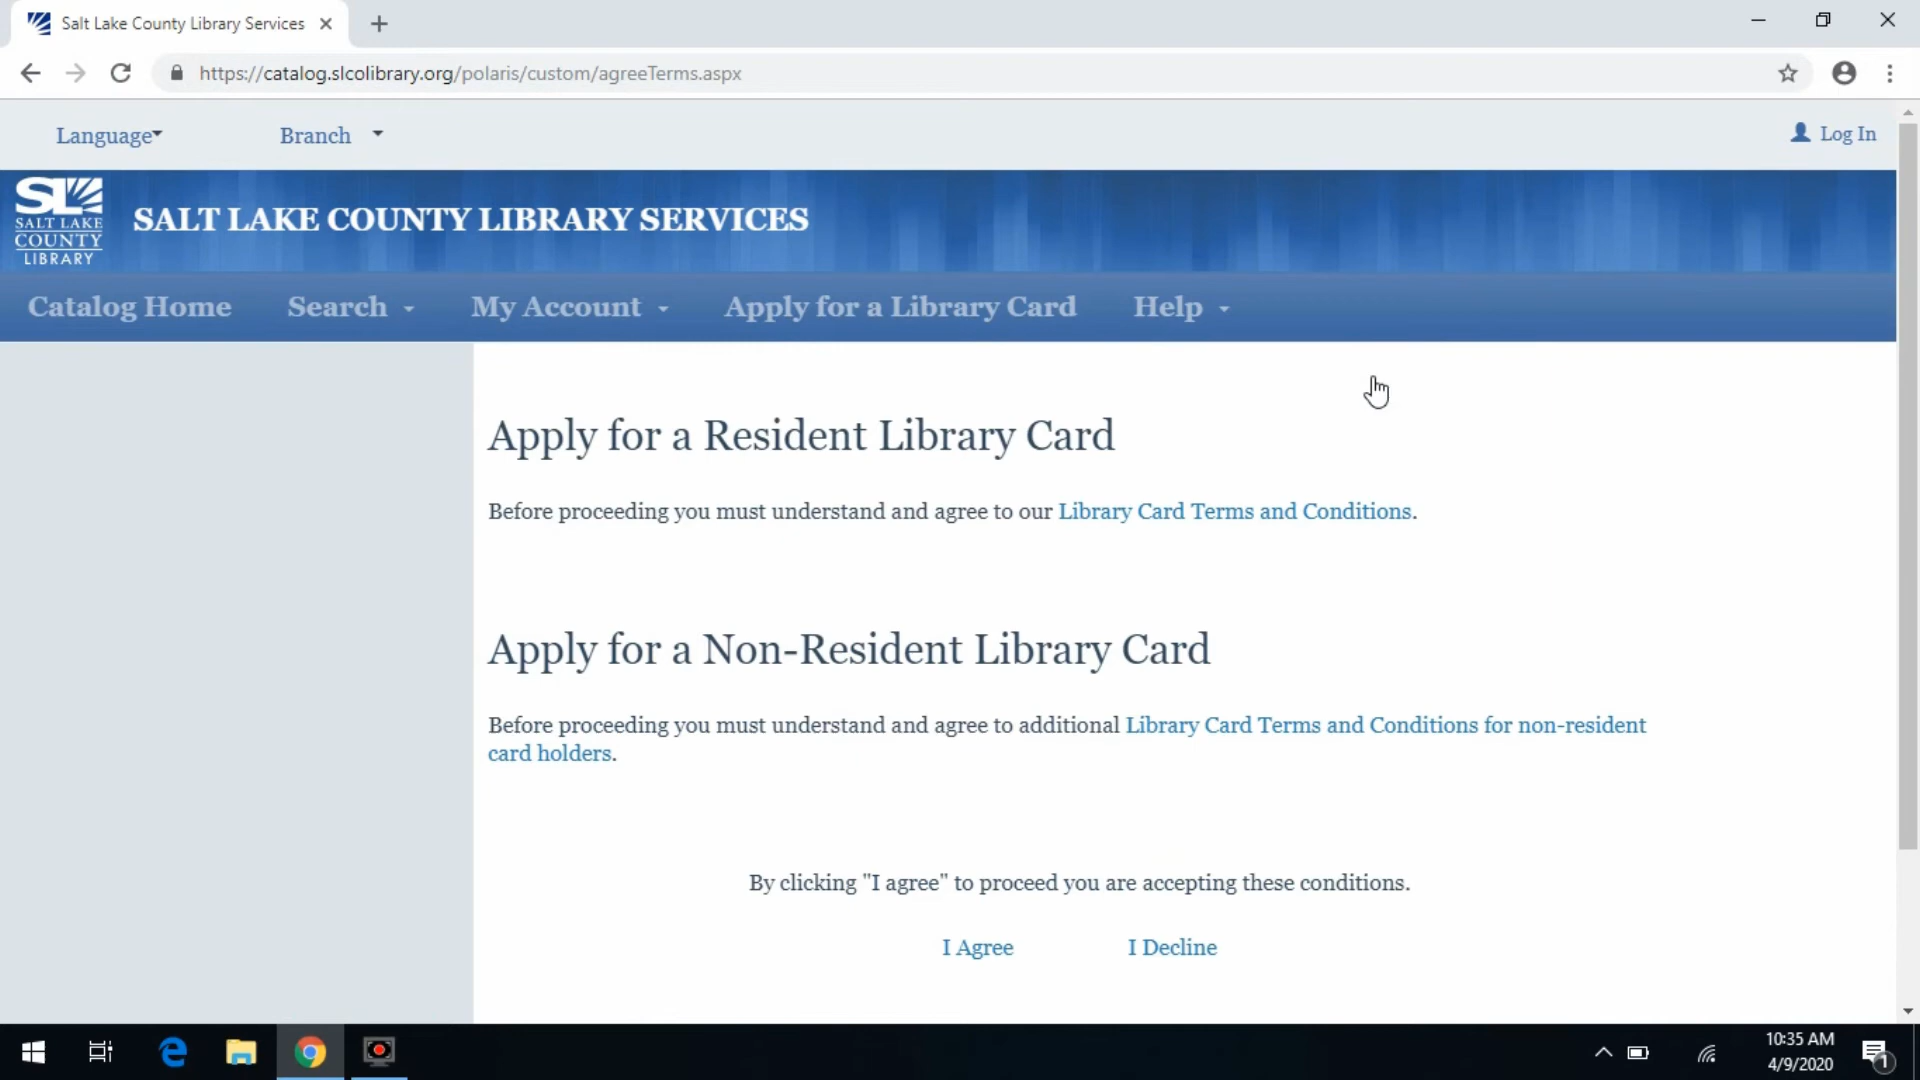 Salt Lake County Library Services
https://catalog.slcolibrary.org/polaris/custom/agreeTerms.aspx
Language
Branch
Log In
SL
SALT LAKE
COUNTY
LIBRARY
SALT LAKE COUNTY LIBRARY SERVICES
Catalog Home
Search
My Account
Apply for a Library Card
Help
Apply for a Resident Library Card
Before proceeding you must understand and agree to our Library Card Terms and Conditions.
Apply for a Non-Resident Library Card
Before proceeding you must understand and agree to additional Library Card Terms and Conditions for non-resident
card holders.
By clicking "I agree" to proceed you are accepting these conditions.
I Agree
I Decline
10:35 AM
4/9/2020
1